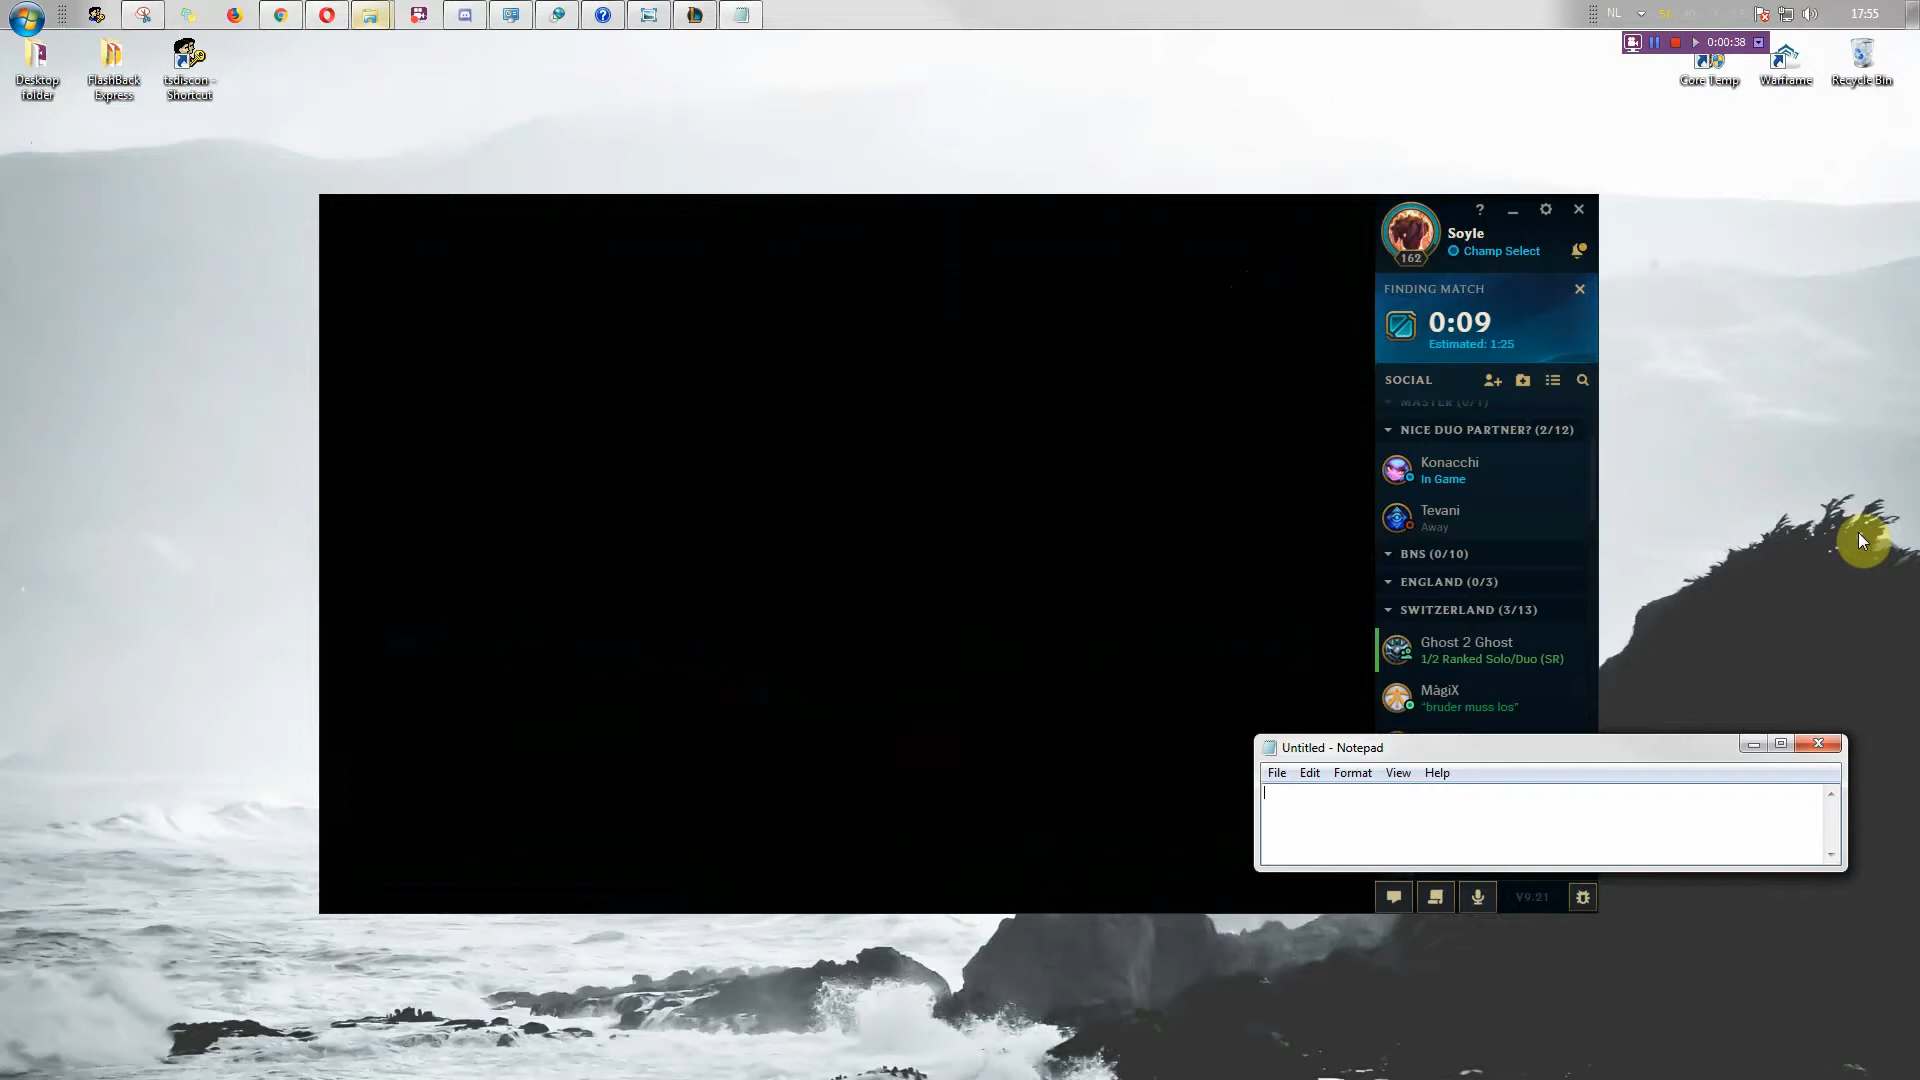 NL
17:55
0:00:38
Desktop folder
FlashBack Express
tsdiscon - Shortcut
Core Temp
Warframe
Recycle Bin
Soyle
Champ Select
162
FINDING MATCH
0:09
Estimated: 1:25
SOCIAL
MASTER (0/1)
NICE DUO PARTNER? (2/12)
Konacchi
In Game
Tevani
Away
BNS (0/10)
ENGLAND (0/3)
SWITZERLAND (3/13)
Ghost 2 Ghost
1/2 Ranked Solo/Duo (SR)
MàgiX
"bruder muss los"
Untitled - Notepad
File Edit Format View Help
V9.21